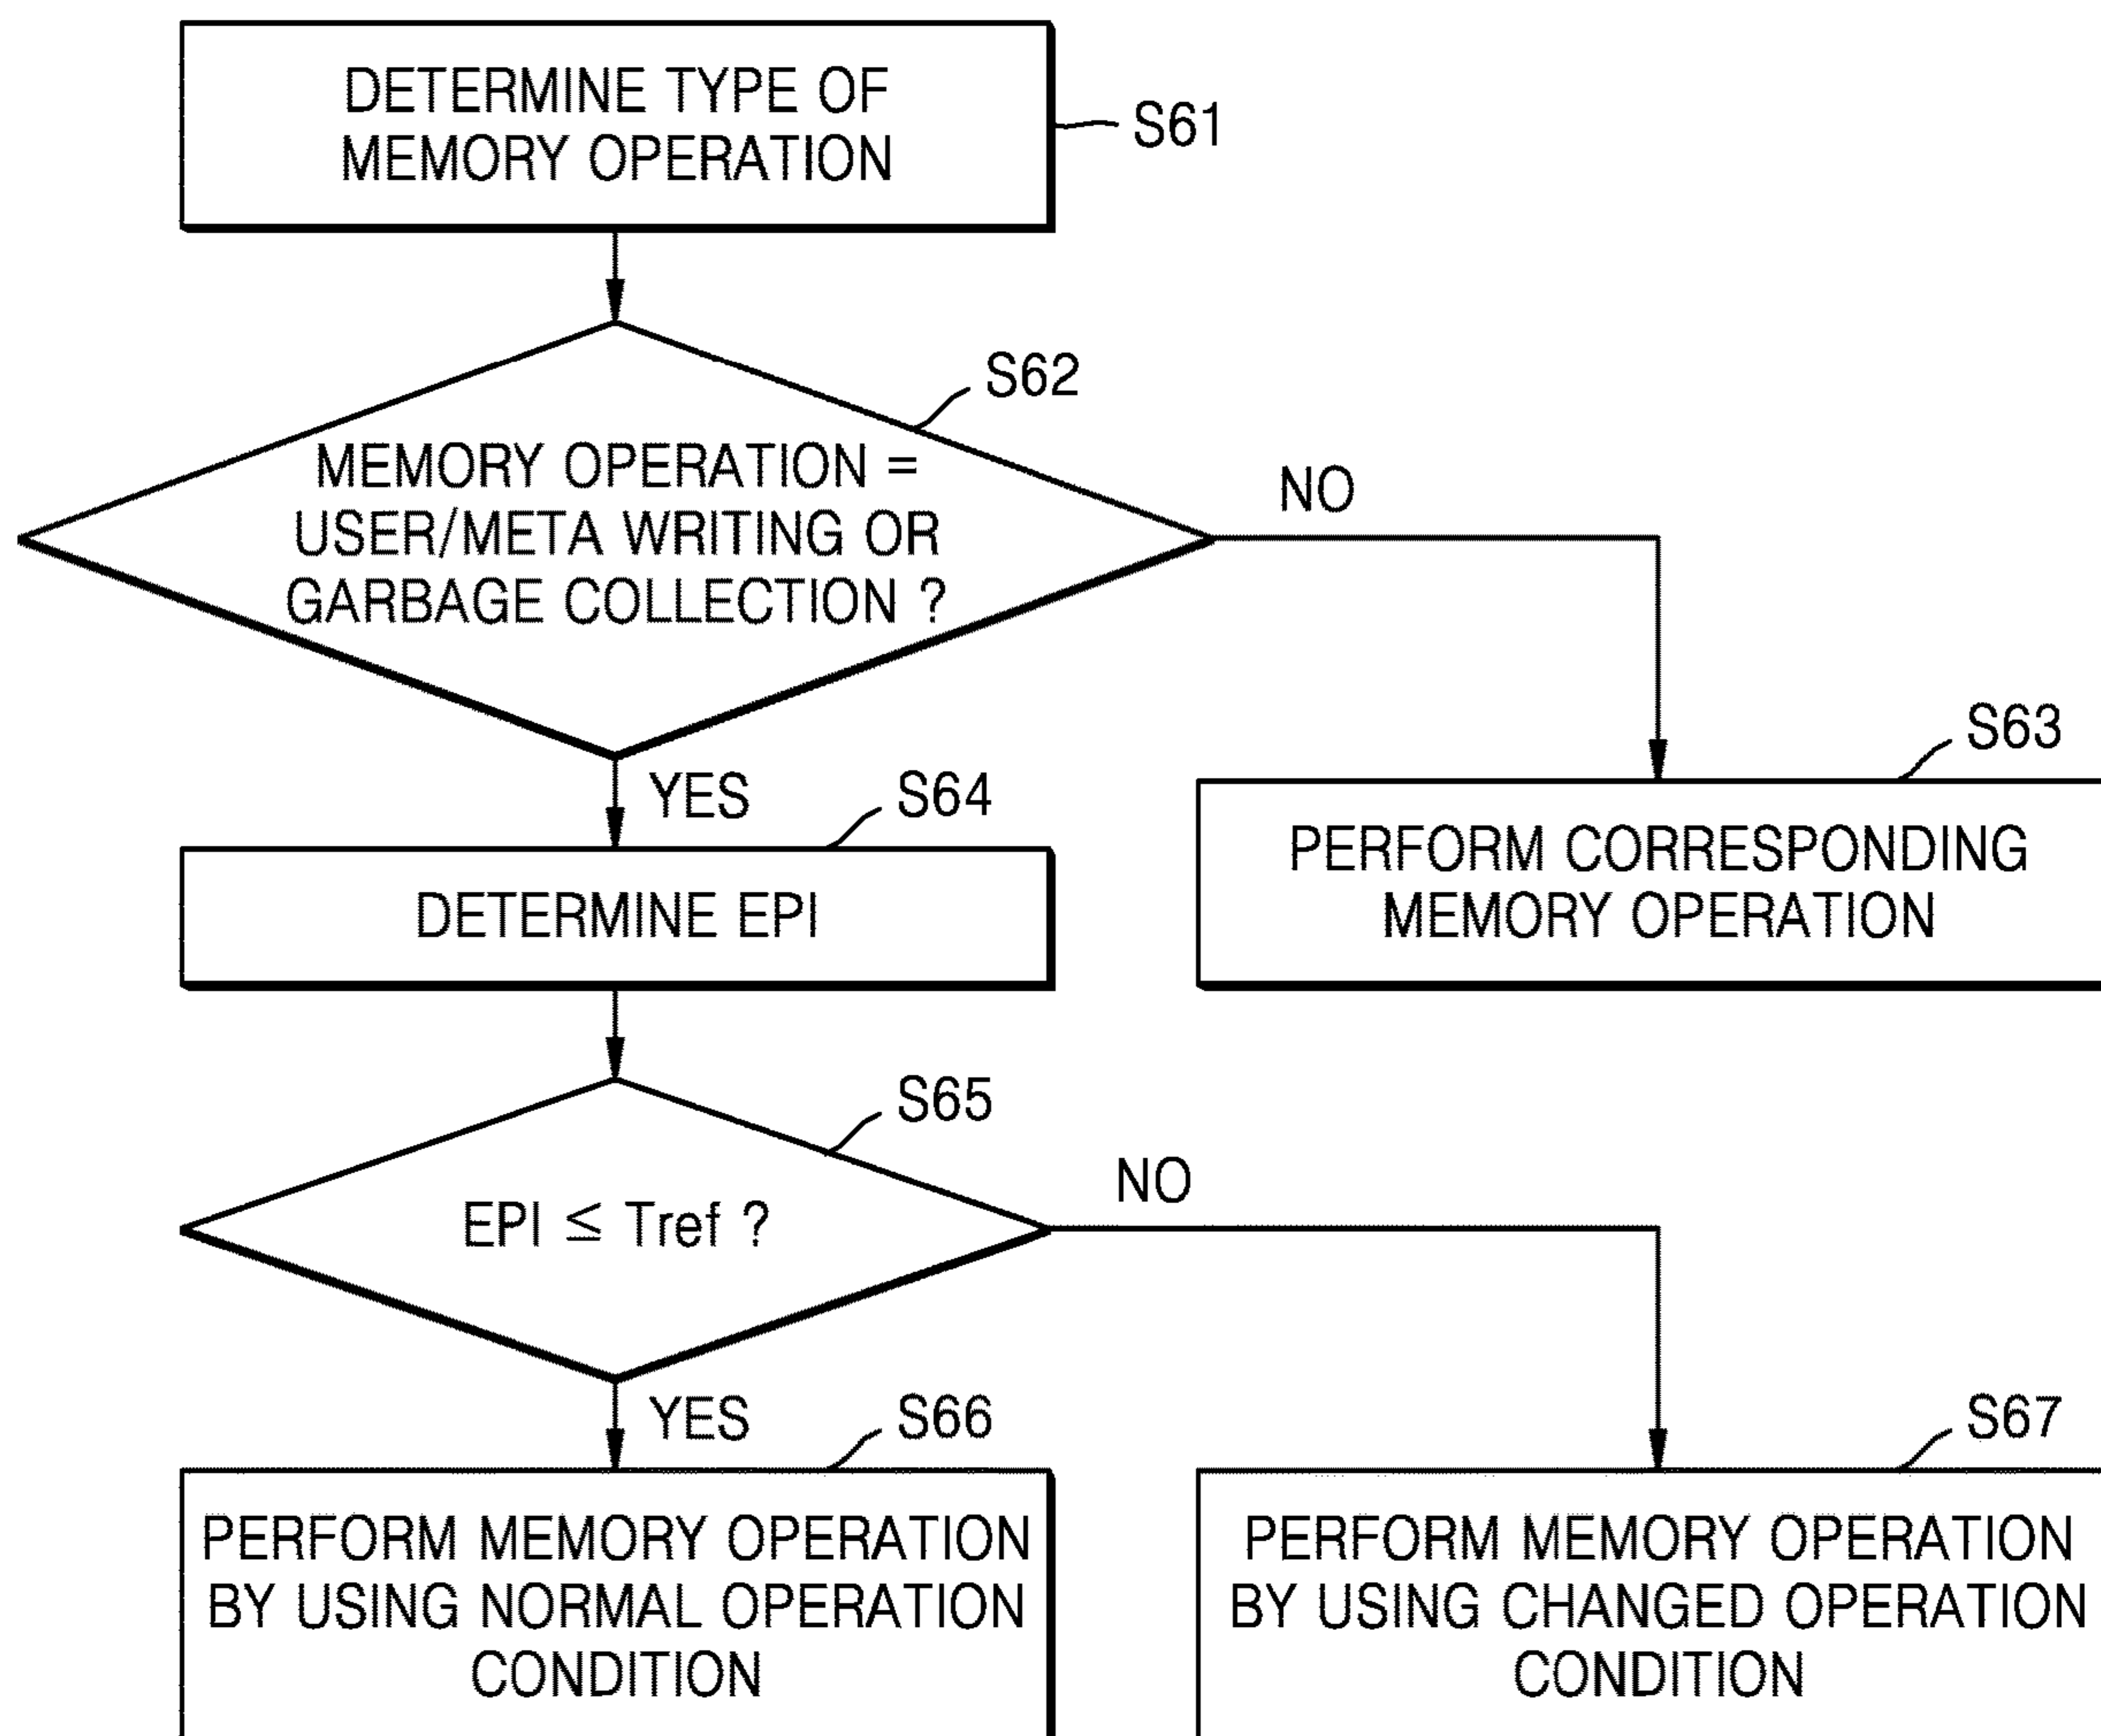 DETERMINE TYPE OF
MEMORY OPERATION
S61
S62
MEMORY OPERATION =
USER/META WRITING OR
GARBAGE COLLECTION ?
NO
S63
PERFORM CORRESPONDING
MEMORY OPERATION
YES
S64
DETERMINE EPI
S65
EPI ≤ Tref ?
NO
YES
S66
PERFORM MEMORY OPERATION
BY USING NORMAL OPERATION
CONDITION
S67
PERFORM MEMORY OPERATION
BY USING CHANGED OPERATION
CONDITION